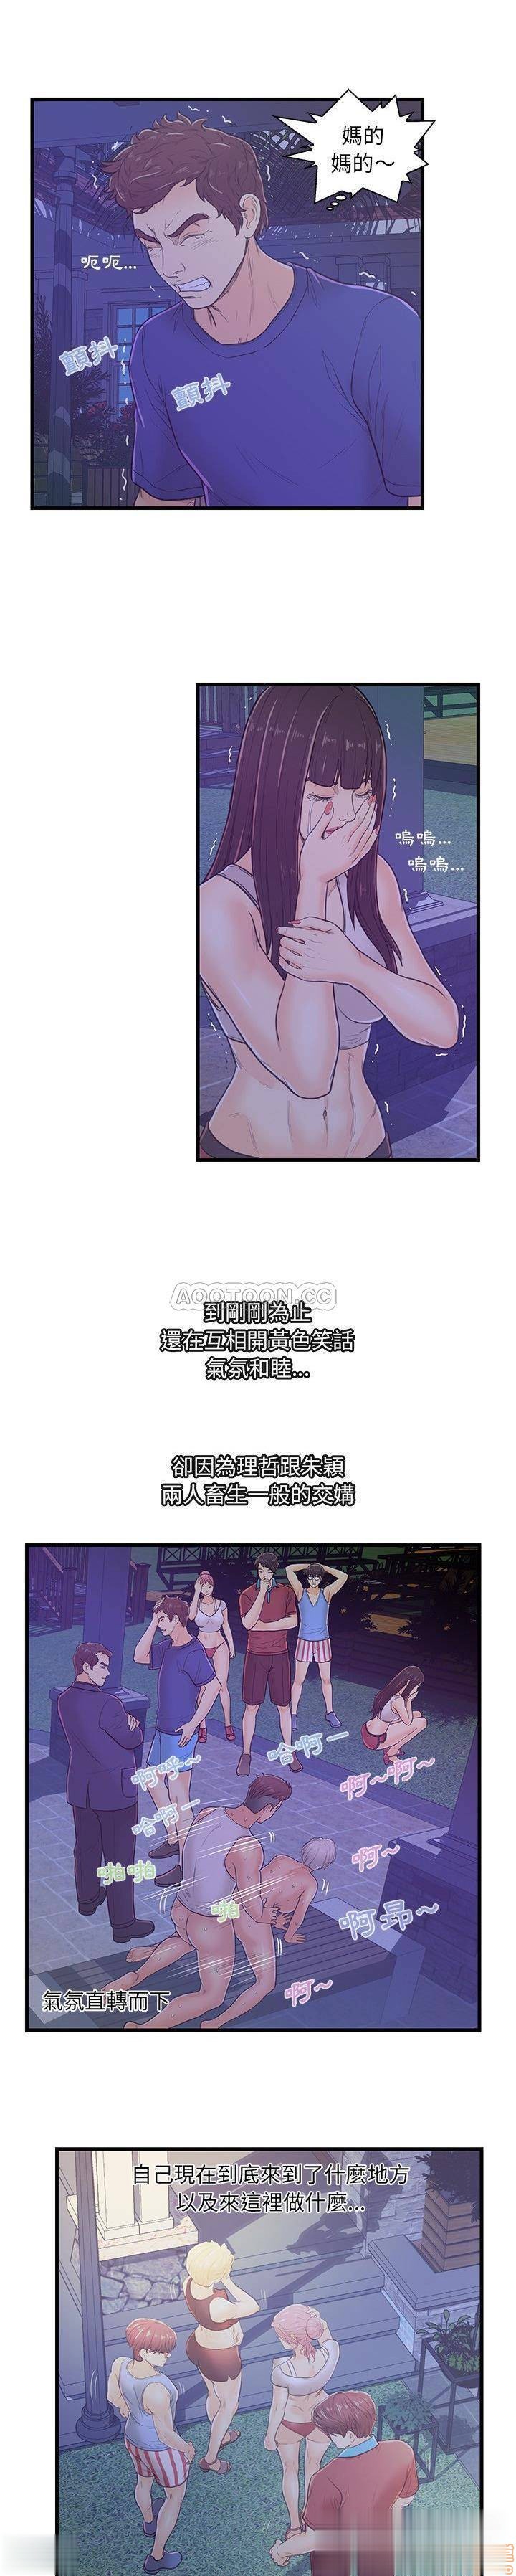 媽的
媽的～
呃呃...
顫抖
顫抖
嗚嗚...
嗚嗚...
AOOTOON.CC
到剛剛為止
還在互相開黃色笑話
氣氛和睦...
卻因為理哲跟朱穎
兩人畜生一般的交媾
哈啊—
啊呼～
啊～啊～
哈啊—
啊～
啪啪
啪
啊昂～
啊～
氣氛直轉而下
自己現在到底來到了什麼地方
以及來這裡做什麼...